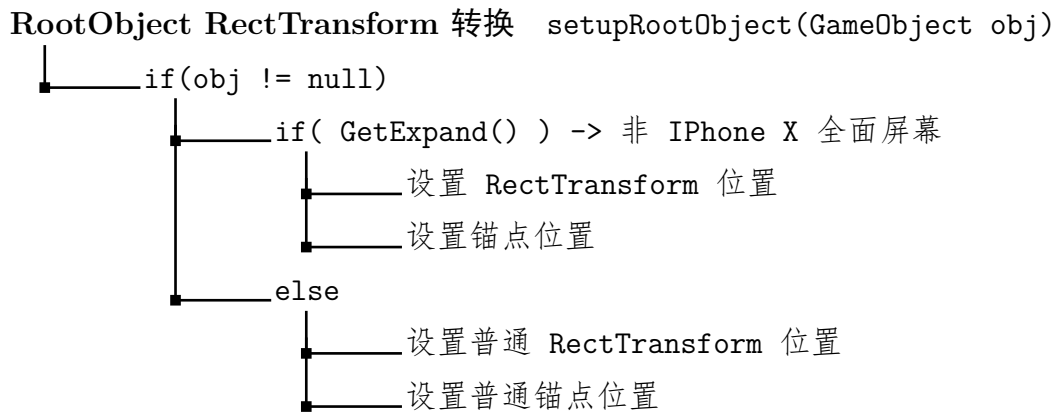 RootObject RectTransform 转换 setupRootObject(GameObject obj)
if(obj != null)
if( GetExpand() ) -> 非 IPhone X 全面屏幕
设置 RectTransform 位置
设置锚点位置
else
设置普通 RectTransform 位置
设置普通锚点位置